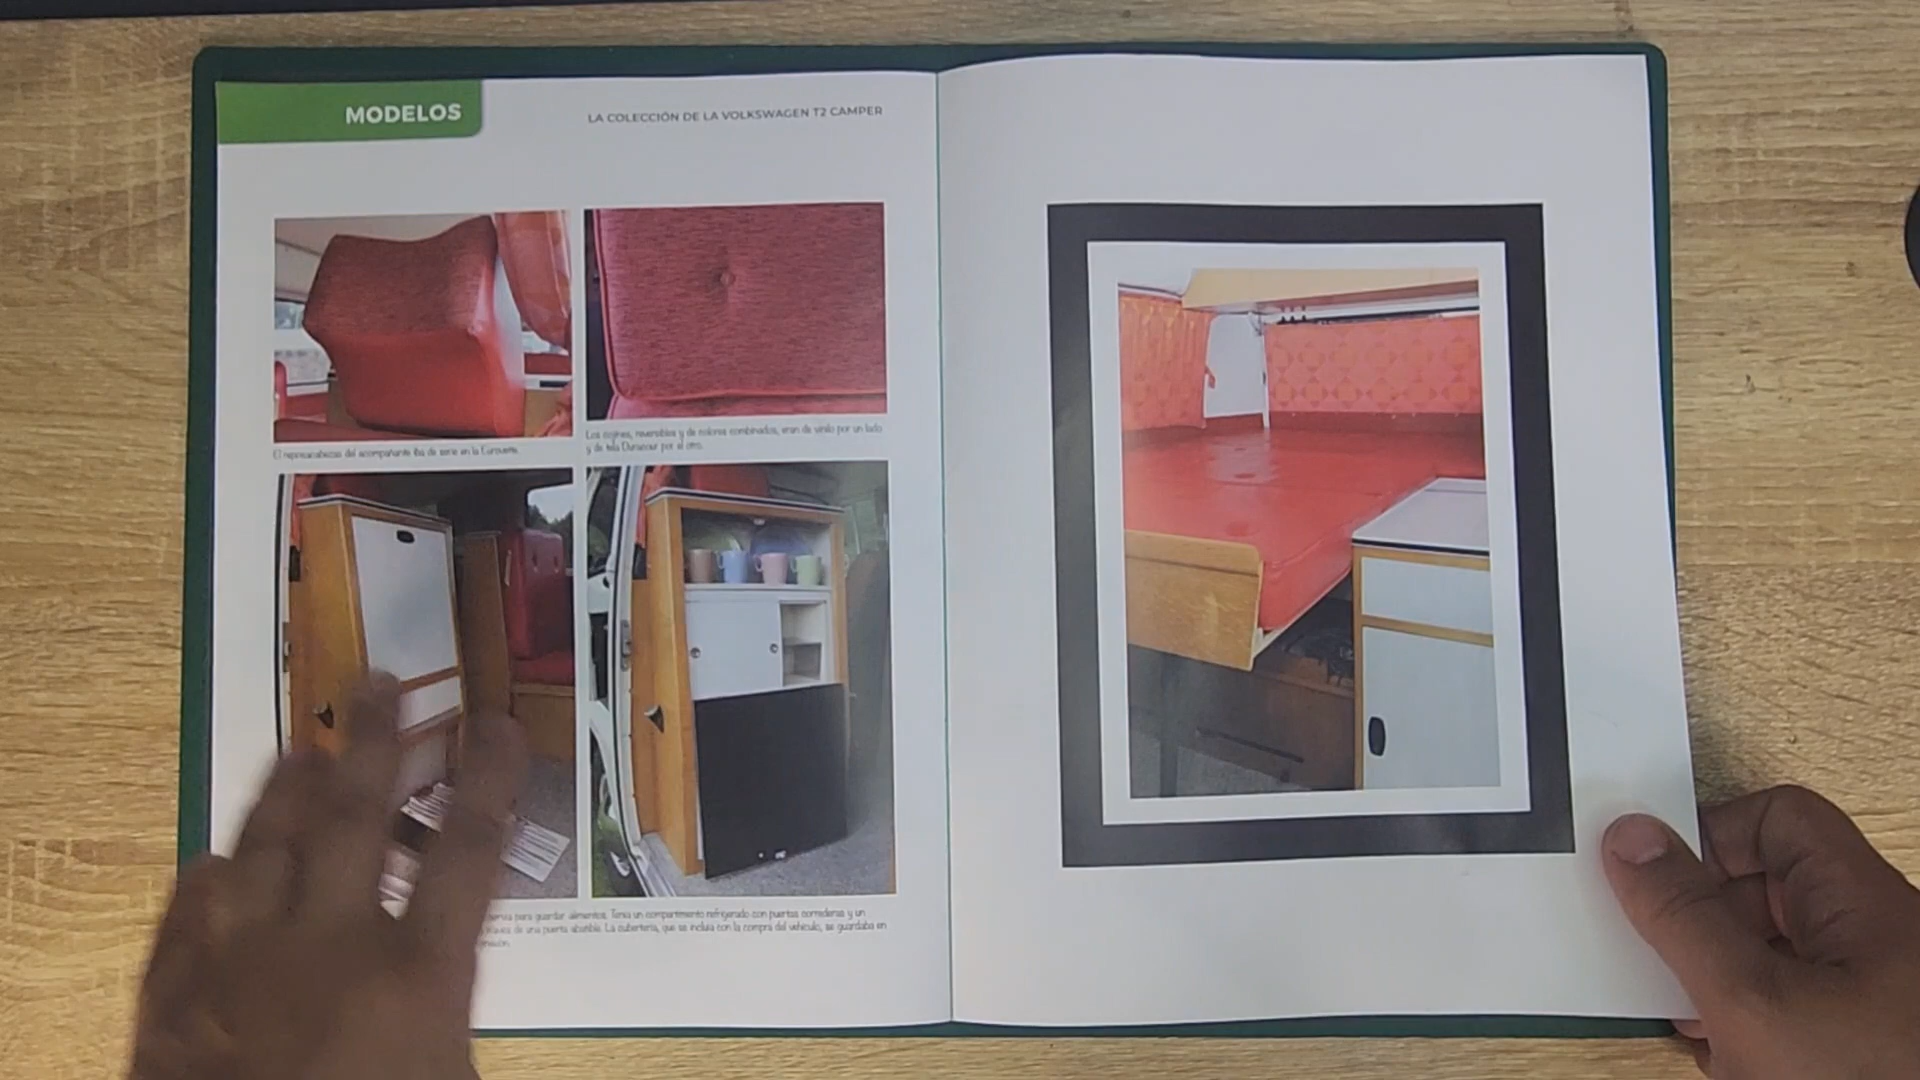 MODELOS
LA COLECCIÓN DE LA VOLKSWAGEN T2 CAMPER
El reposacabezas del acompañante iba de serie en la Eurovette.
Los cojines, reversibles y de colores combinados, eran de vinilo por un lado
y de tela Duracour por el otro.
para guardar alimentos. Tenía un compartimento refrigerado con puertas correderas y un
de una puerta abatible. La cubertería, que se incluía con la compra del vehículo, se guardaba en